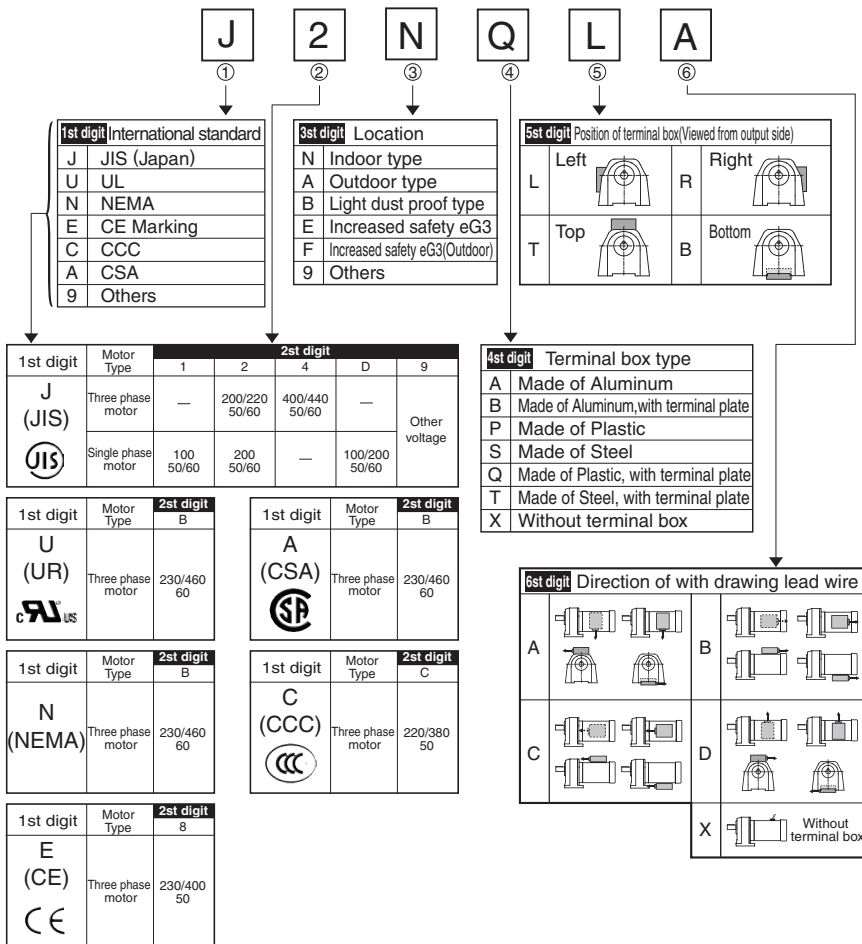 J 2 N Q L A
① ② ③ ④ ⑤ ⑥
1st digit International standard
J JIS (Japan)
U UL
N NEMA
E CE Marking
C CCC
A CSA
9 Others
3st digit Location
N Indoor type
A Outdoor type
B Light dust proof type
E Increased safety eG3
F Increased safety eG3(Outdoor)
9 Others
5st digit Position of terminal box(Viewed from output side)
L Left R Right
T Top B Bottom
1st digit Motor Type 2st digit
1 2 4 D 9
J
(JIS)
JIS
Three phase motor — 200/220 50/60 400/440 50/60 —
Single phase motor 100 50/60 200 50/60 — 100/200 50/60
Other voltage
4st digit Terminal box type
A Made of Aluminum
B Made of Aluminum,with terminal plate
P Made of Plastic
S Made of Steel
Q Made of Plastic, with terminal plate
T Made of Steel, with terminal plate
X Without terminal box
1st digit Motor Type 2st digit
B
U
(UR)
c RU US
Three phase motor 230/460 60
1st digit Motor Type 2st digit
B
A
(CSA)
SA
Three phase motor 230/460 60
6st digit Direction of with drawing lead wire
A B
C D
X Without terminal box
1st digit Motor Type 2st digit
B
N
(NEMA)
Three phase motor 230/460 60
1st digit Motor Type 2st digit
C
C
(CCC)
CCC
Three phase motor 220/380 50
1st digit Motor Type 2st digit
8
E
(CE)
CE
Three phase motor 230/400 50